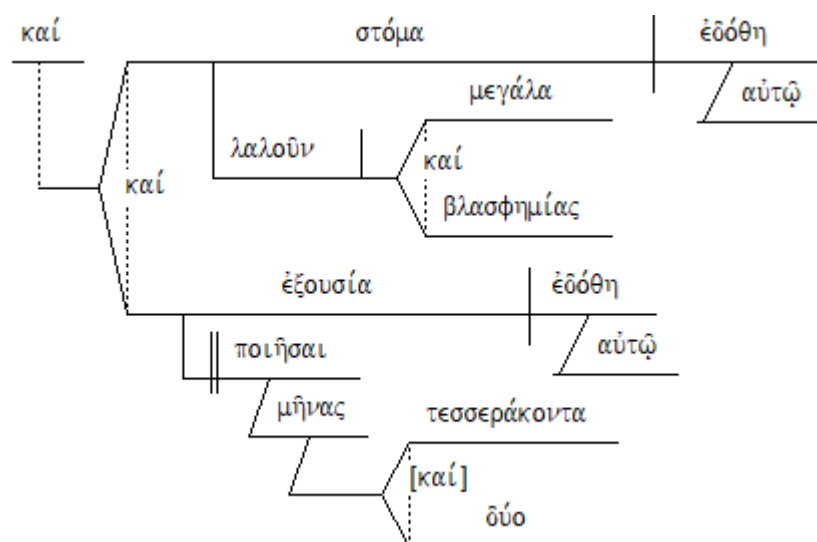 καί στόμα ἐδόθη
μεγάλα αὐτῷ
λαλοῦν καί
καί
βλασφημίας
ἐξουσία ἐδόθη
ποιῆσαι αὐτῷ
μῆνας τεσσεράκοντα
[καί]
δύο